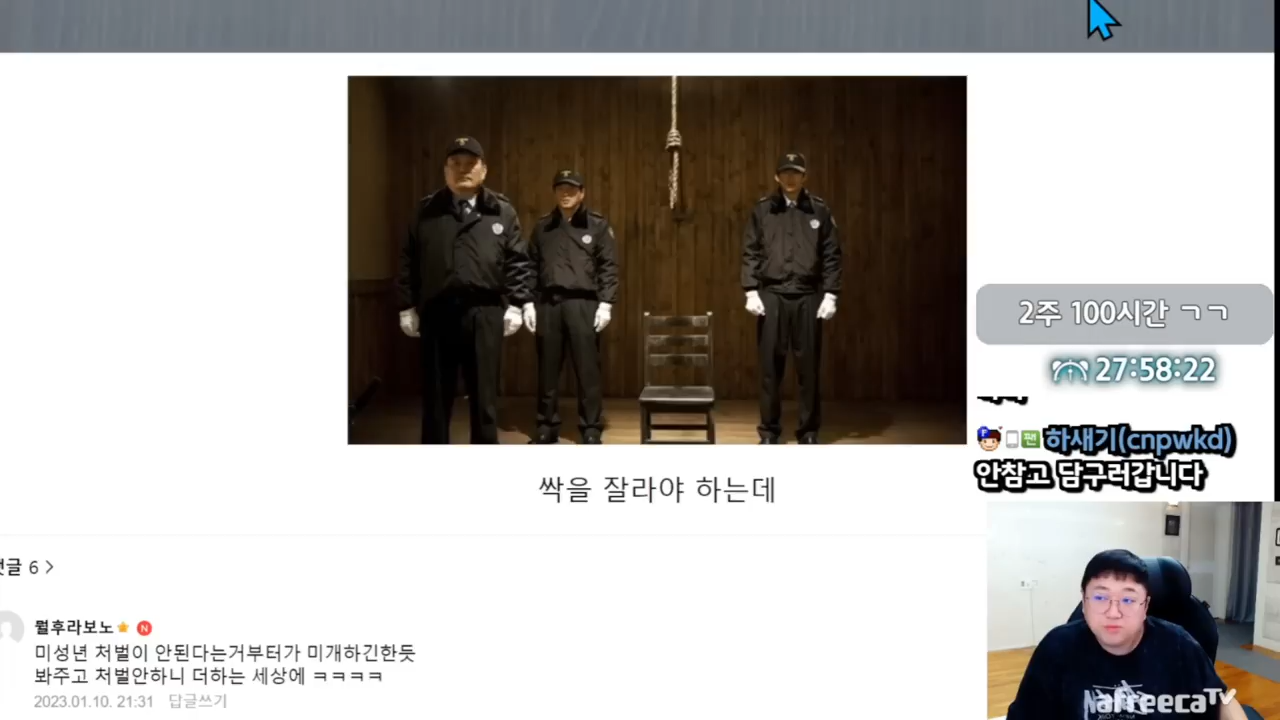 2주 100시간 ㄱㄱ
27:58:22
하새기(cnpwkd)
안참고 담구러갑니다
싹을 잘라야 하는데
댓글 6 >
뭘후라보노
미성년 처벌이 안된다는거부터가 미개하긴한듯
봐주고 처벌안하니 더하는 세상에 ㅋㅋㅋㅋ
2023.01.10. 21:31 답글쓰기
afreecaTV